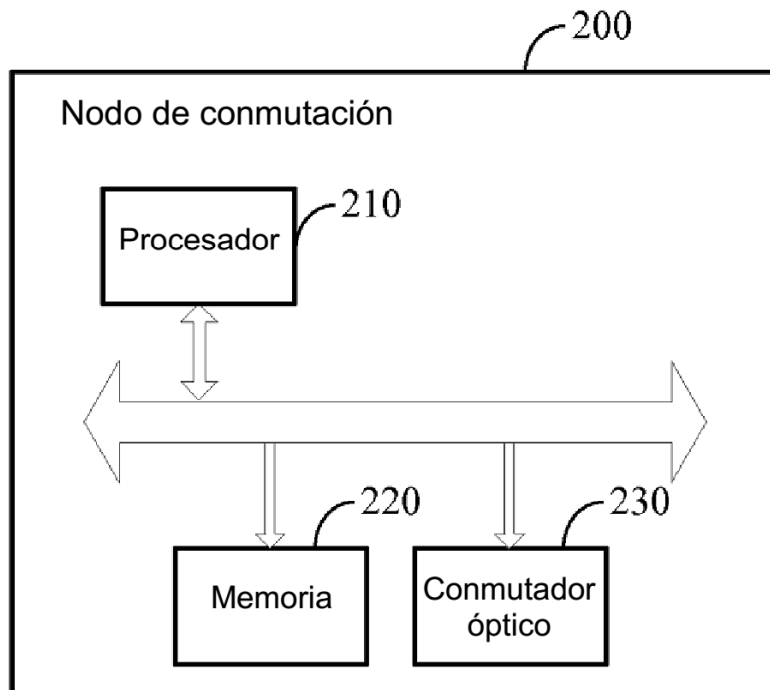 200
Nodo de conmutación
210
Procesador
220
230
Memoria
Conmutador
óptico